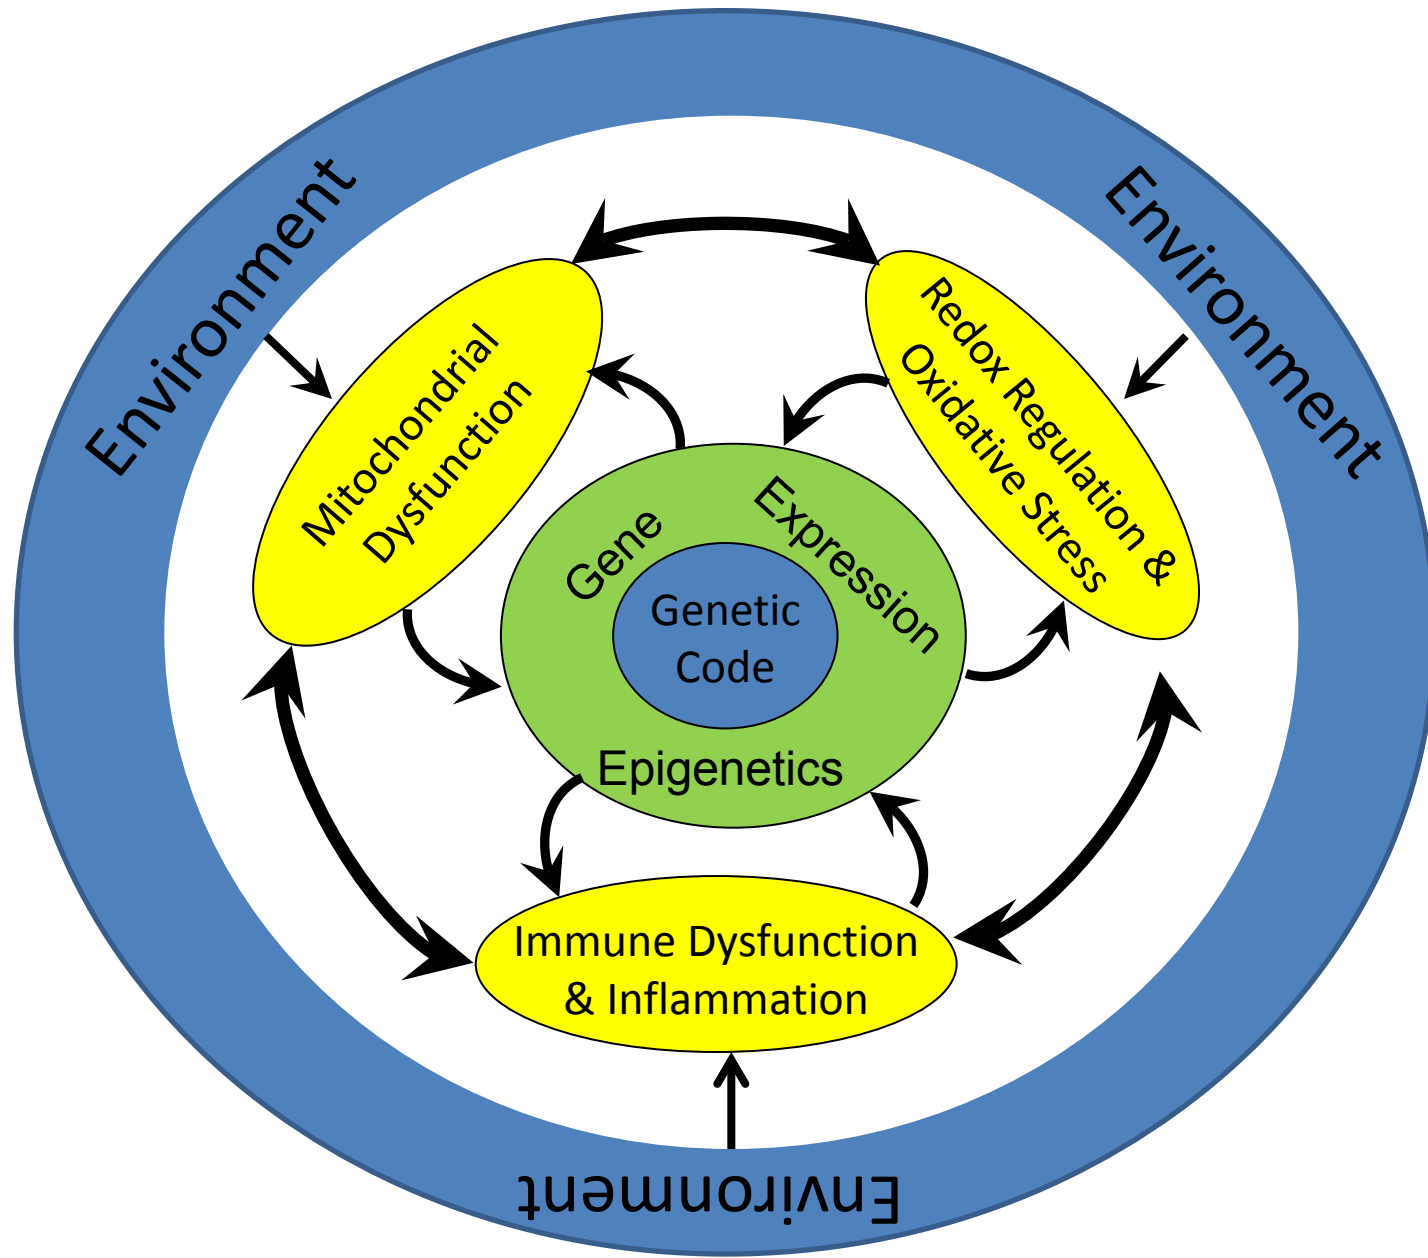 Environment
Environment
Mitochondrial
Dysfunction
Redox Regulation &
Oxidative Stress
Gene
Expression
Genetic
Code
Epigenetics
Immune Dysfunction
& Inflammation
Environment